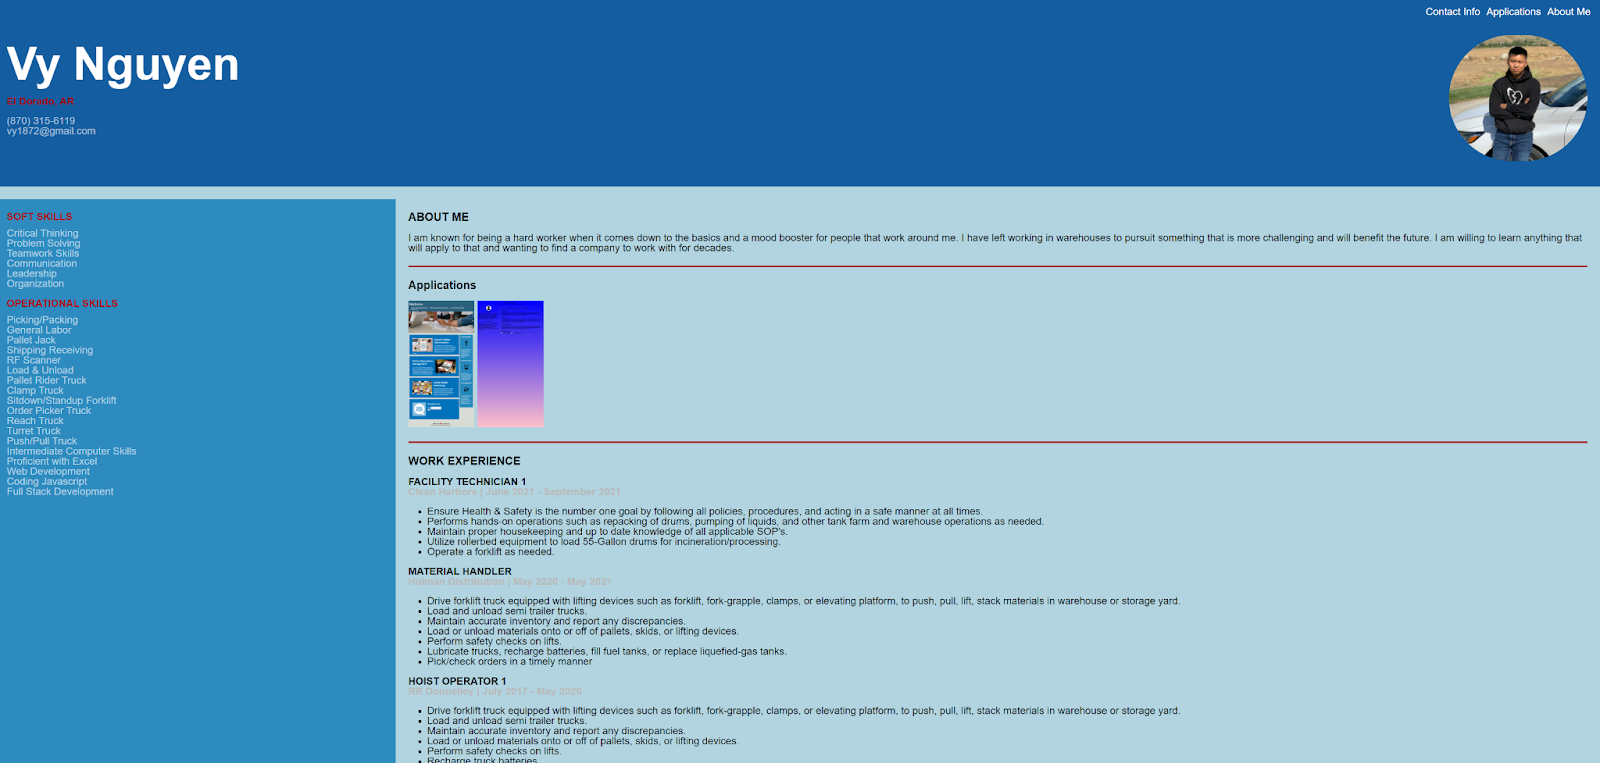 Contact Info Applications About Me
Vy Nguyen
El Dorado, AR
(870) 315-6119
vy1872@gmail.com
SOFT SKILLS
Critical Thinking
Problem Solving
Teamwork Skills
Communication
Leadership
Organization
OPERATIONAL SKILLS
Picking/Packing
General Labor
Pallet Jack
Shipping Receiving
RF Scanner
Load & Unload
Pallet Rider Truck
Clamp Truck
Sitdown/Standup Forklift
Order Picker Truck
Reach Truck
Turret Truck
Push/Pull Truck
Intermediate Computer Skills
Proficient with Excel
Web Development
Coding Javascript
Full Stack Development
ABOUT ME
I am known for being a hard worker when it comes down to the basics and a mood booster for people that work around me. I have left working in warehouses to pursuit something that is more challenging and will benefit the future. I am willing to learn anything that
will apply to that and wanting to find a company to work with for decades.
Applications
WORK EXPERIENCE
FACILITY TECHNICIAN 1
Clean Harbors | June 2021 - September 2021
Ensure Health & Safety is the number one goal by following all policies, procedures, and acting in a safe manner at all times.
Performs hands-on operations such as repacking of drums, pumping of liquids, and other tank farm and warehouse operations as needed.
Maintain proper housekeeping and up to date knowledge of all applicable SOP's.
Utilize rollerbed equipment to load 55-Gallon drums for incineration/processing.
Operate a forklift as needed.
MATERIAL HANDLER
Holman Distribution | May 2020 - May 2021
Drive forklift truck equipped with lifting devices such as forklift, fork-grapple, clamps, or elevating platform, to push, pull, lift, stack materials in warehouse or storage yard.
Load and unload semi trailer trucks.
Maintain accurate inventory and report any discrepancies.
Load or unload materials onto or off of pallets, skids, or lifting devices.
Perform safety checks on lifts.
Lubricate trucks, recharge batteries, fill fuel tanks, or replace liquefied-gas tanks.
Pick/check orders in a timely manner
HOIST OPERATOR 1
RR Donnelley | July 2017 - May 2020
Drive forklift truck equipped with lifting devices such as forklift, fork-grapple, clamps, or elevating platform, to push, pull, lift, stack materials in warehouse or storage yard.
Load and unload semi trailer trucks.
Maintain accurate inventory and report any discrepancies.
Load or unload materials onto or off of pallets, skids, or lifting devices.
Perform safety checks on lifts.
Recharge truck batteries